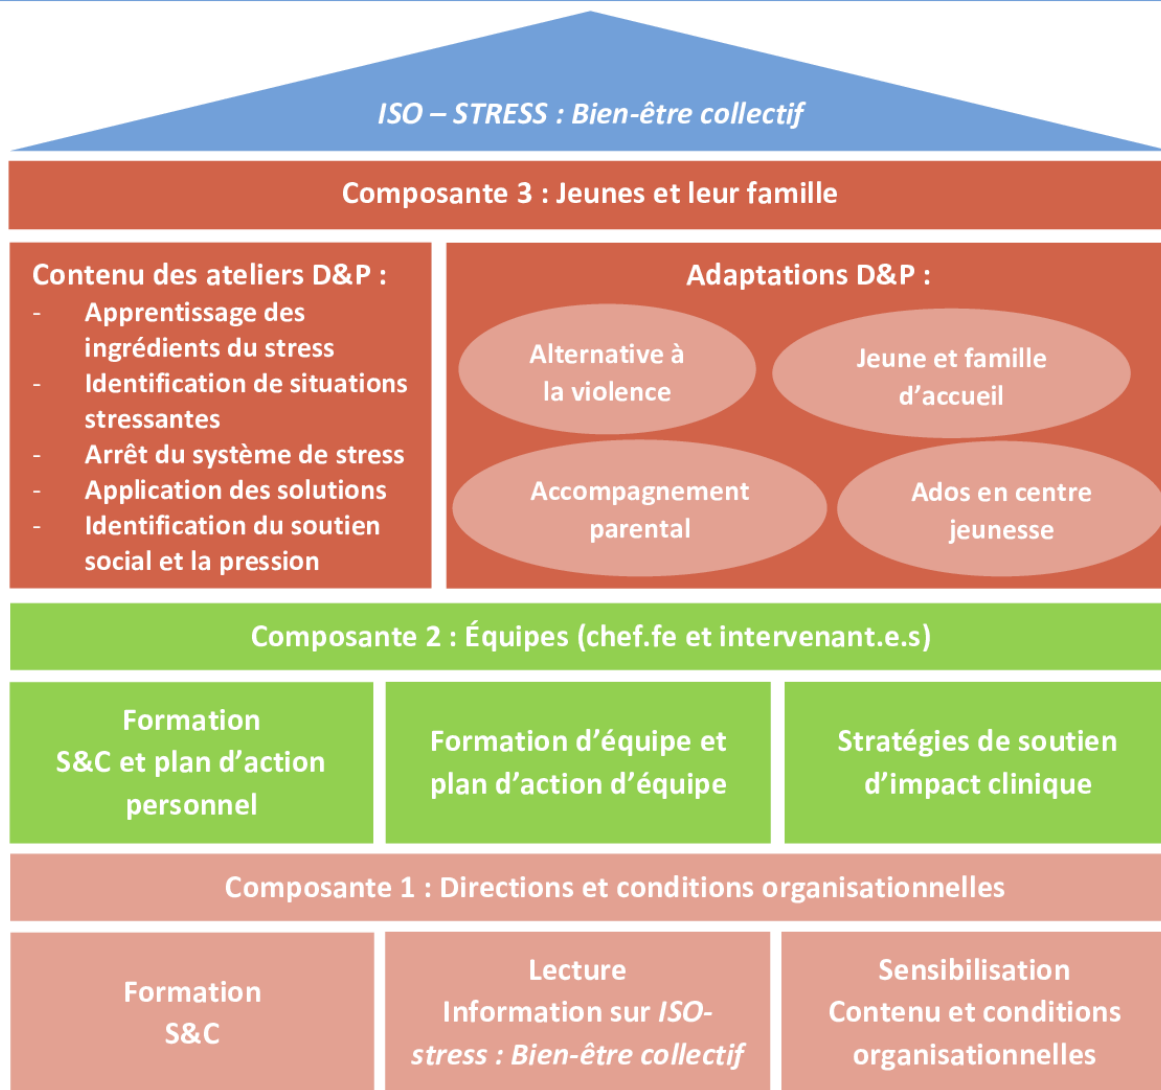 ISO – STRESS : Bien-être collectif
Composante 3 : Jeunes et leur famille
Contenu des ateliers D&P :
- Apprentissage des
ingrédients du stress
- Identification de situations
stressantes
- Arrêt du système de stress
- Application des solutions
- Identification du soutien
social et la pression
Adaptations D&P :
Alternative à
la violence
Jeune et famille
d'accueil
Accompagnement
parental
Ados en centre
jeunesse
Composante 2 : Équipes (chef.fe et intervenant.e.s)
Formation
S&C et plan d'action
personnel
Formation d'équipe et
plan d'action d'équipe
Stratégies de soutien
d'impact clinique
Composante 1 : Directions et conditions organisationnelles
Formation
S&C
Lecture
Information sur ISO-
stress : Bien-être collectif
Sensibilisation
Contenu et conditions
organisationnelles